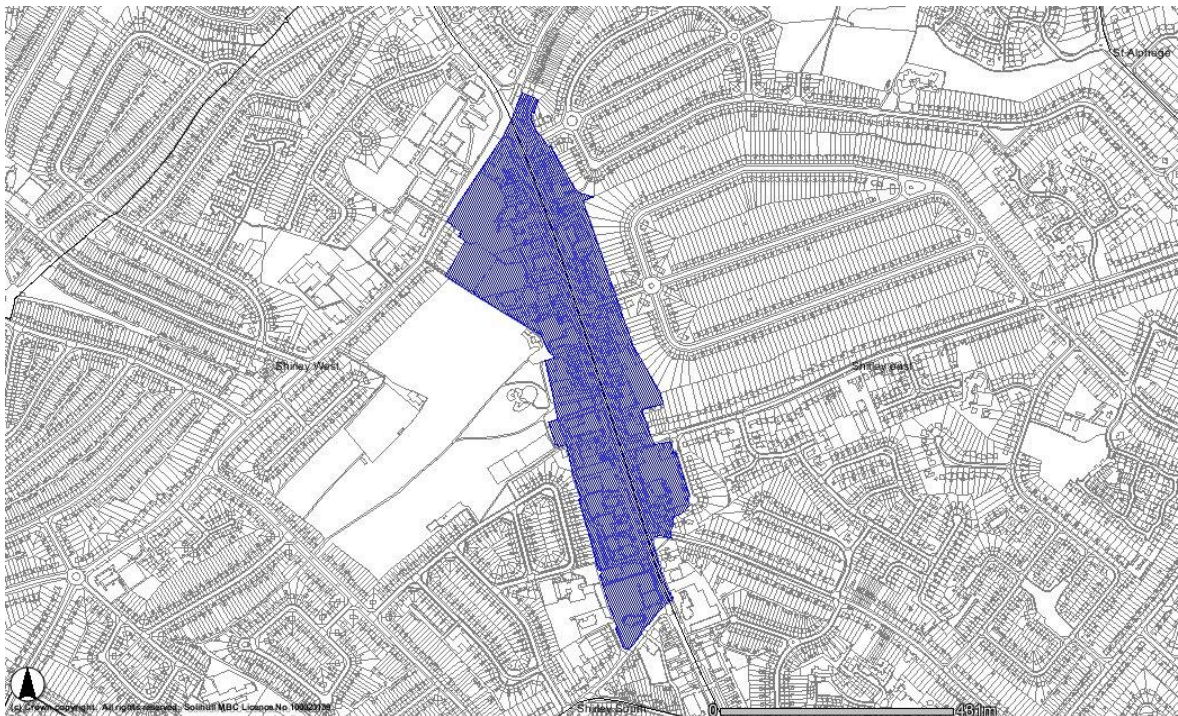 St Alphege
Shirley West
Shirley east
Shirley South
0 481m
(c) Crown copyright. All rights reserved. Solihull MBC Licence No 100023139